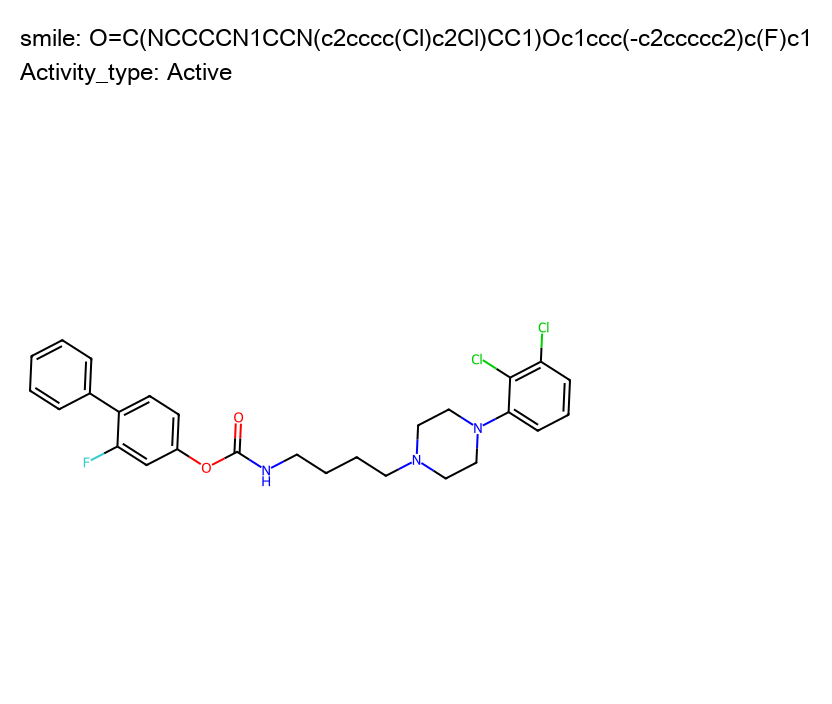 smile: O=C(NCCCCN1CCN(c2cccc(Cl)c2Cl)CC1)Oc1ccc(-c2ccccc2)c(F)c1
Activity_type: Active
Cl
Cl
O
N
N
F
O
N
H